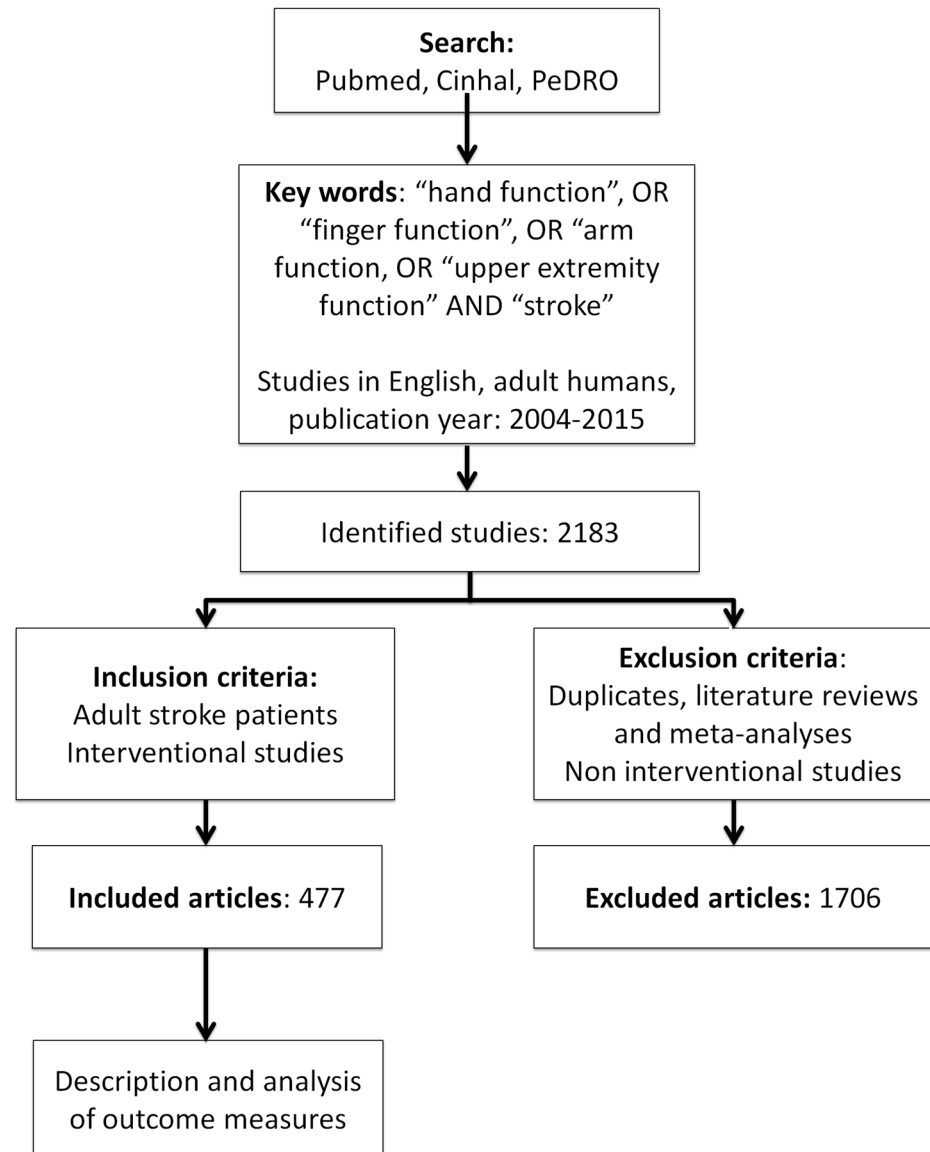 Search:
Pubmed, Cinhal, PeDRO
Key words: “hand function”, OR
“finger function”, OR “arm
function, OR “upper extremity
function” AND “stroke”
Studies in English, adult humans,
publication year: 2004-2015
Identified studies: 2183
Inclusion criteria:
Adult stroke patients
Interventional studies
Exclusion criteria:
Duplicates, literature reviews
and meta-analyses
Non interventional studies
Included articles: 477
Excluded articles: 1706
Description and analysis
of outcome measures